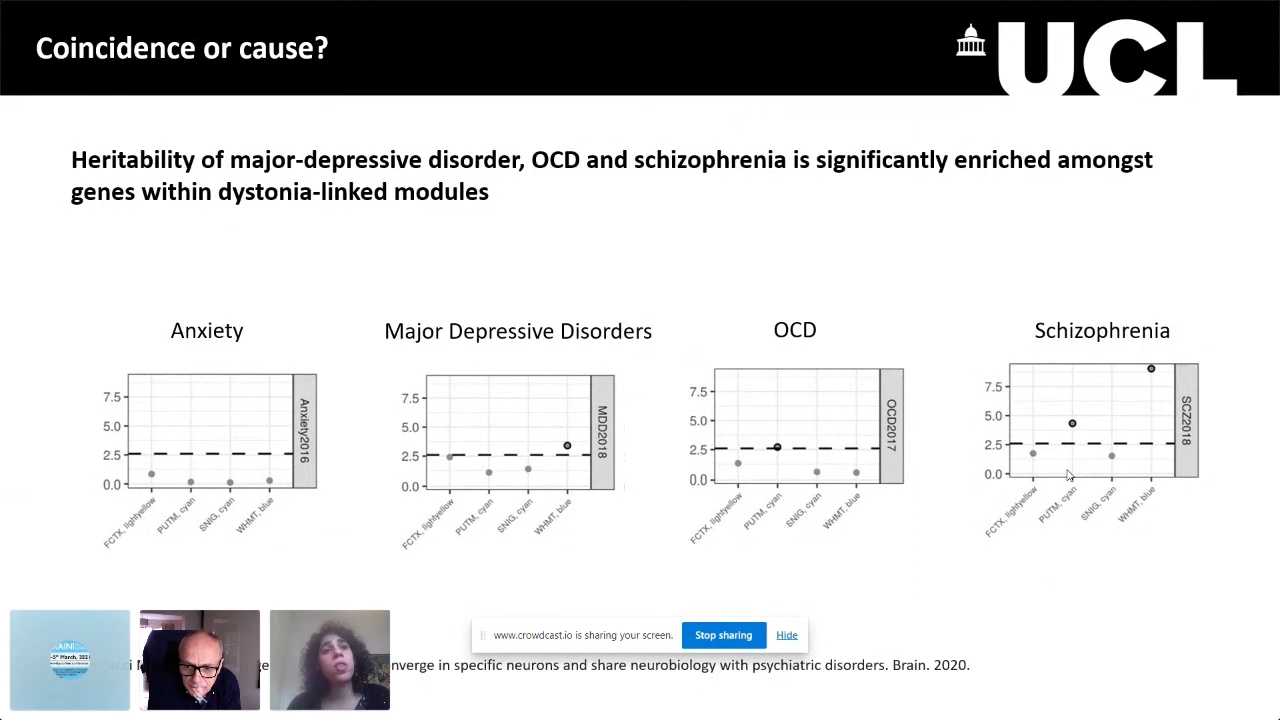 Coincidence or cause?
UCL
Heritability of major-depressive disorder, OCD and schizophrenia is significantly enriched amongst
genes within dystonia-linked modules
Anxiety
Major Depressive Disorders
OCD
Schizophrenia
7.5
5.0
2.5
0.0
Anxiety2016
FCTX, lightyellow
PUTM, cyan
SNIG, cyan
WHMT, blue
7.5
5.0
2.5
0.0
MDD2018
FCTX, lightyellow
PUTM, cyan
SNIG, cyan
WHMT, blue
7.5
5.0
2.5
0.0
OCD2017
FCTX, lightyellow
PUTM, cyan
SNIG, cyan
WHMT, blue
7.5
5.0
2.5
0.0
SCZ2018
FCTX, lightyellow
PUTM, cyan
SNIG, cyan
WHMT, blue
www.crowdcast.io is sharing your screen.
Stop sharing
Hide
in specific neurons and share neurobiology with psychiatric disorders. Brain. 2020.